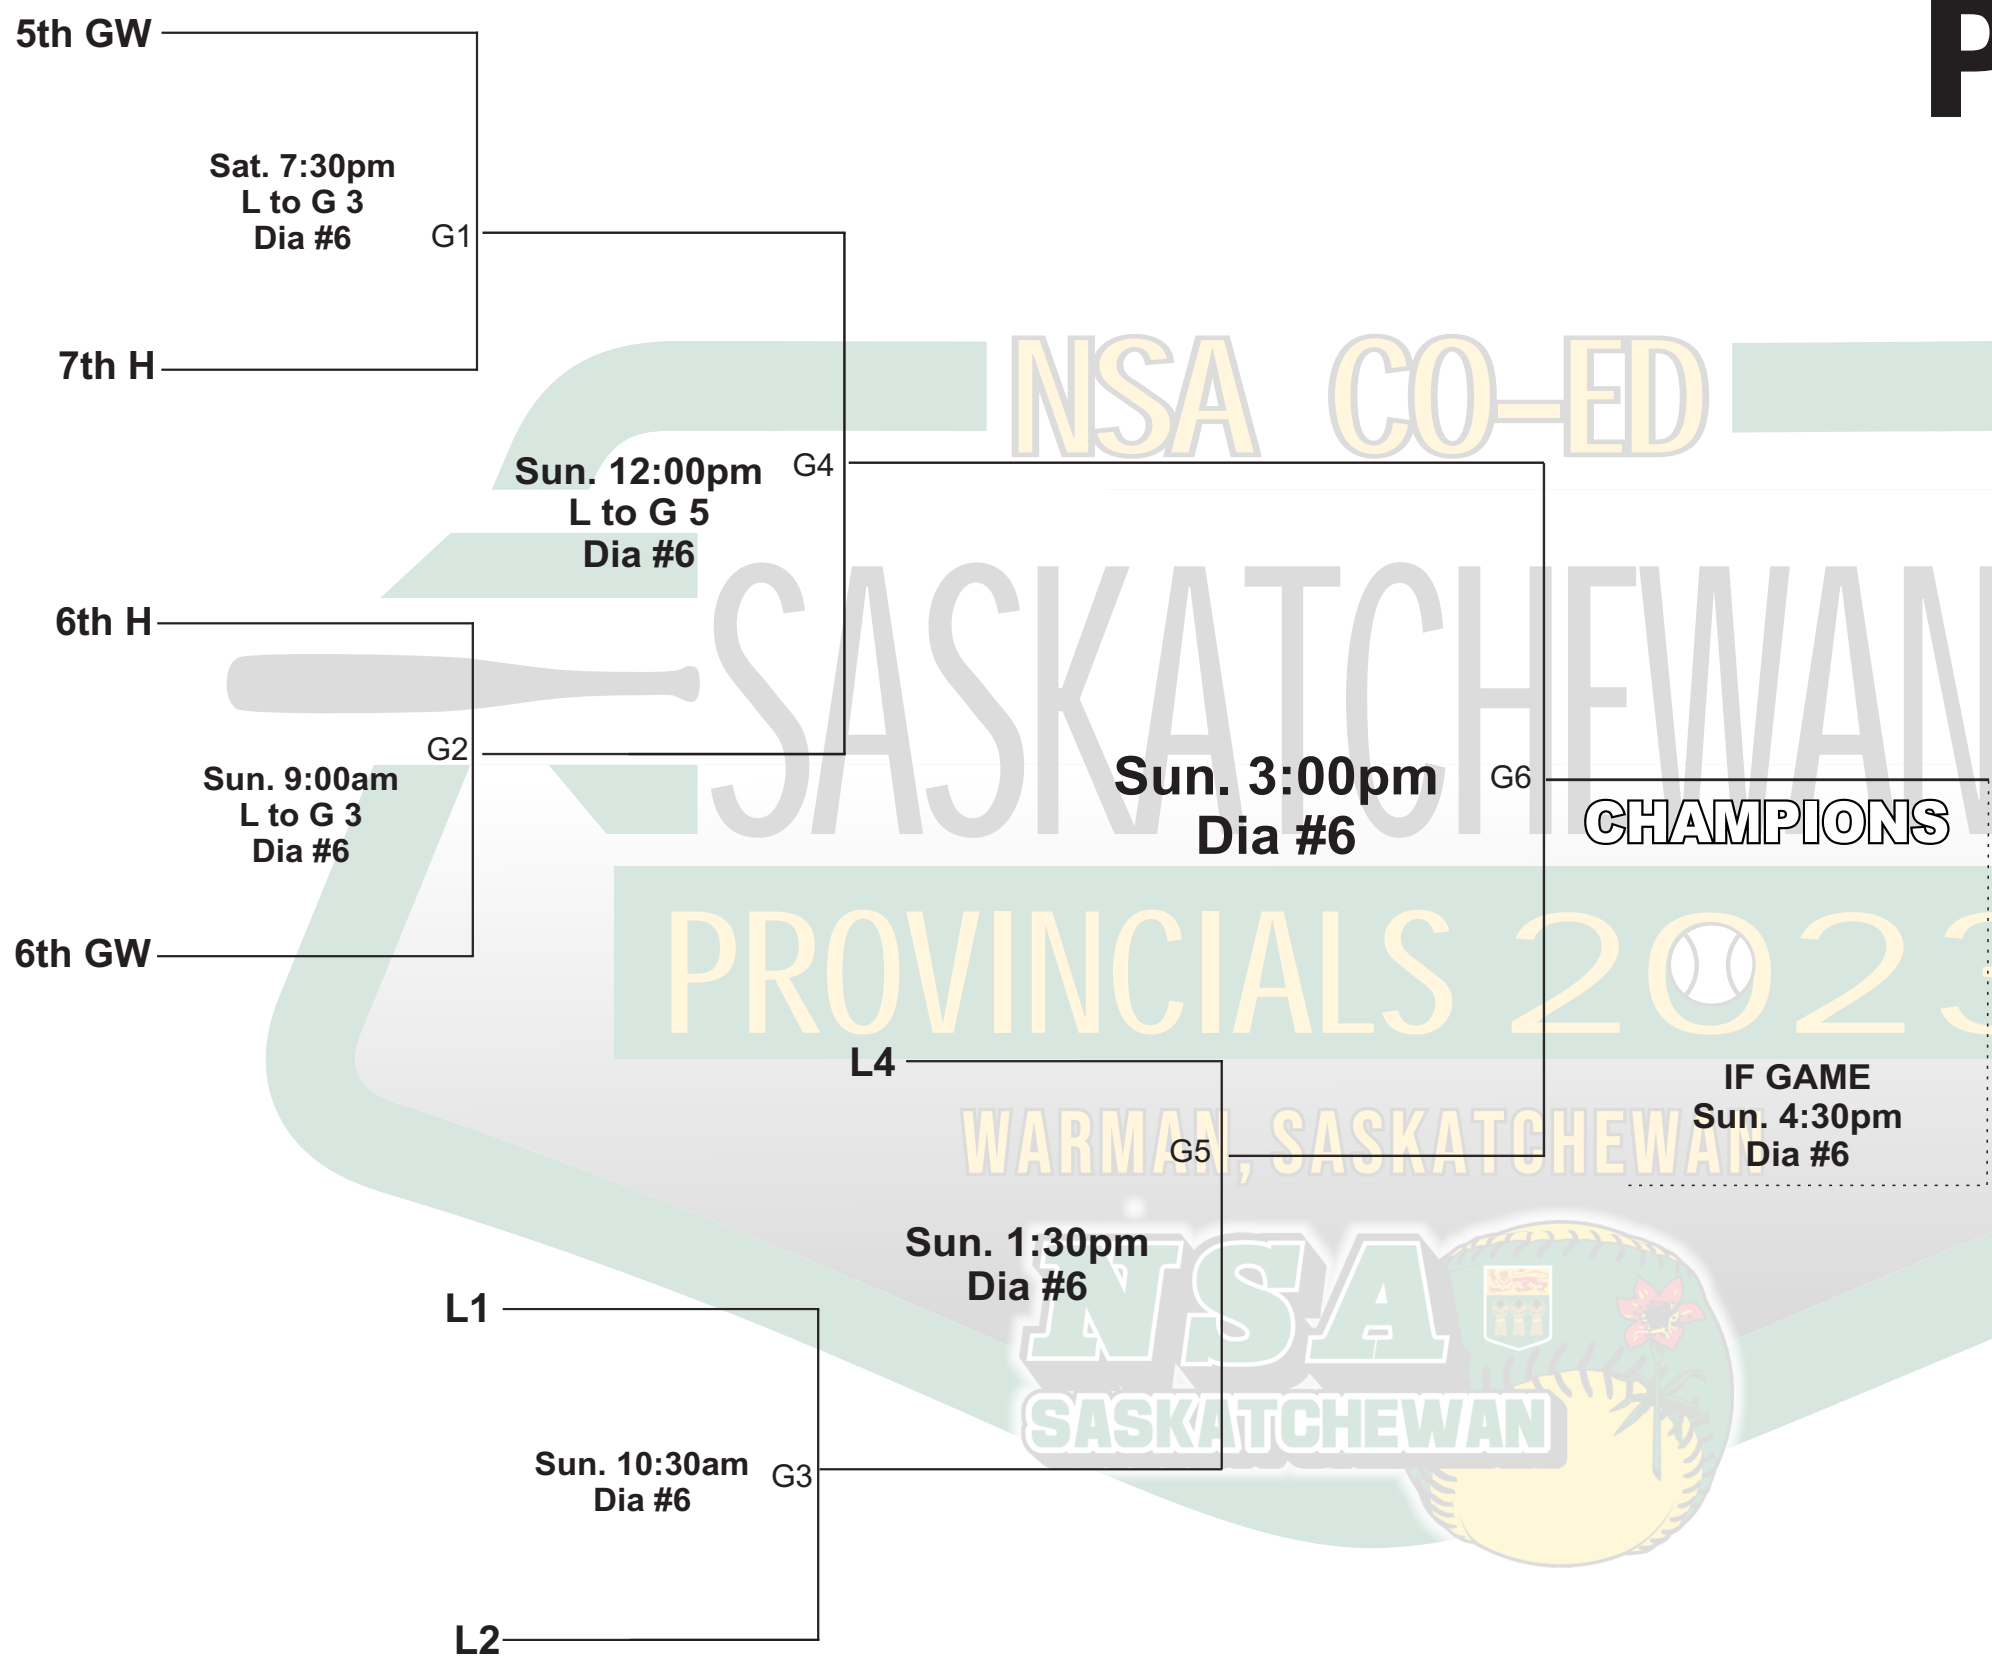 5th GW
P
Sat. 7:30pm
L to G 3
Dia #6
G1
7th H
NSA CO-ED
Sun. 12:00pm
L to G 5
Dia #6
G4
SASKATCHEWAN
6th H
G2
Sun. 9:00am
L to G 3
Dia #6
Sun. 3:00pm
Dia #6
G6
CHAMPIONS
6th GW
PROVINCIALS 2023
L4
IF GAME
Sun. 4:30pm
Dia #6
WARMAN, SASKATCHEWAN
G5
Sun. 1:30pm
Dia #6
NSA
SASKATCHEWAN
L1
Sun. 10:30am
Dia #6
G3
L2